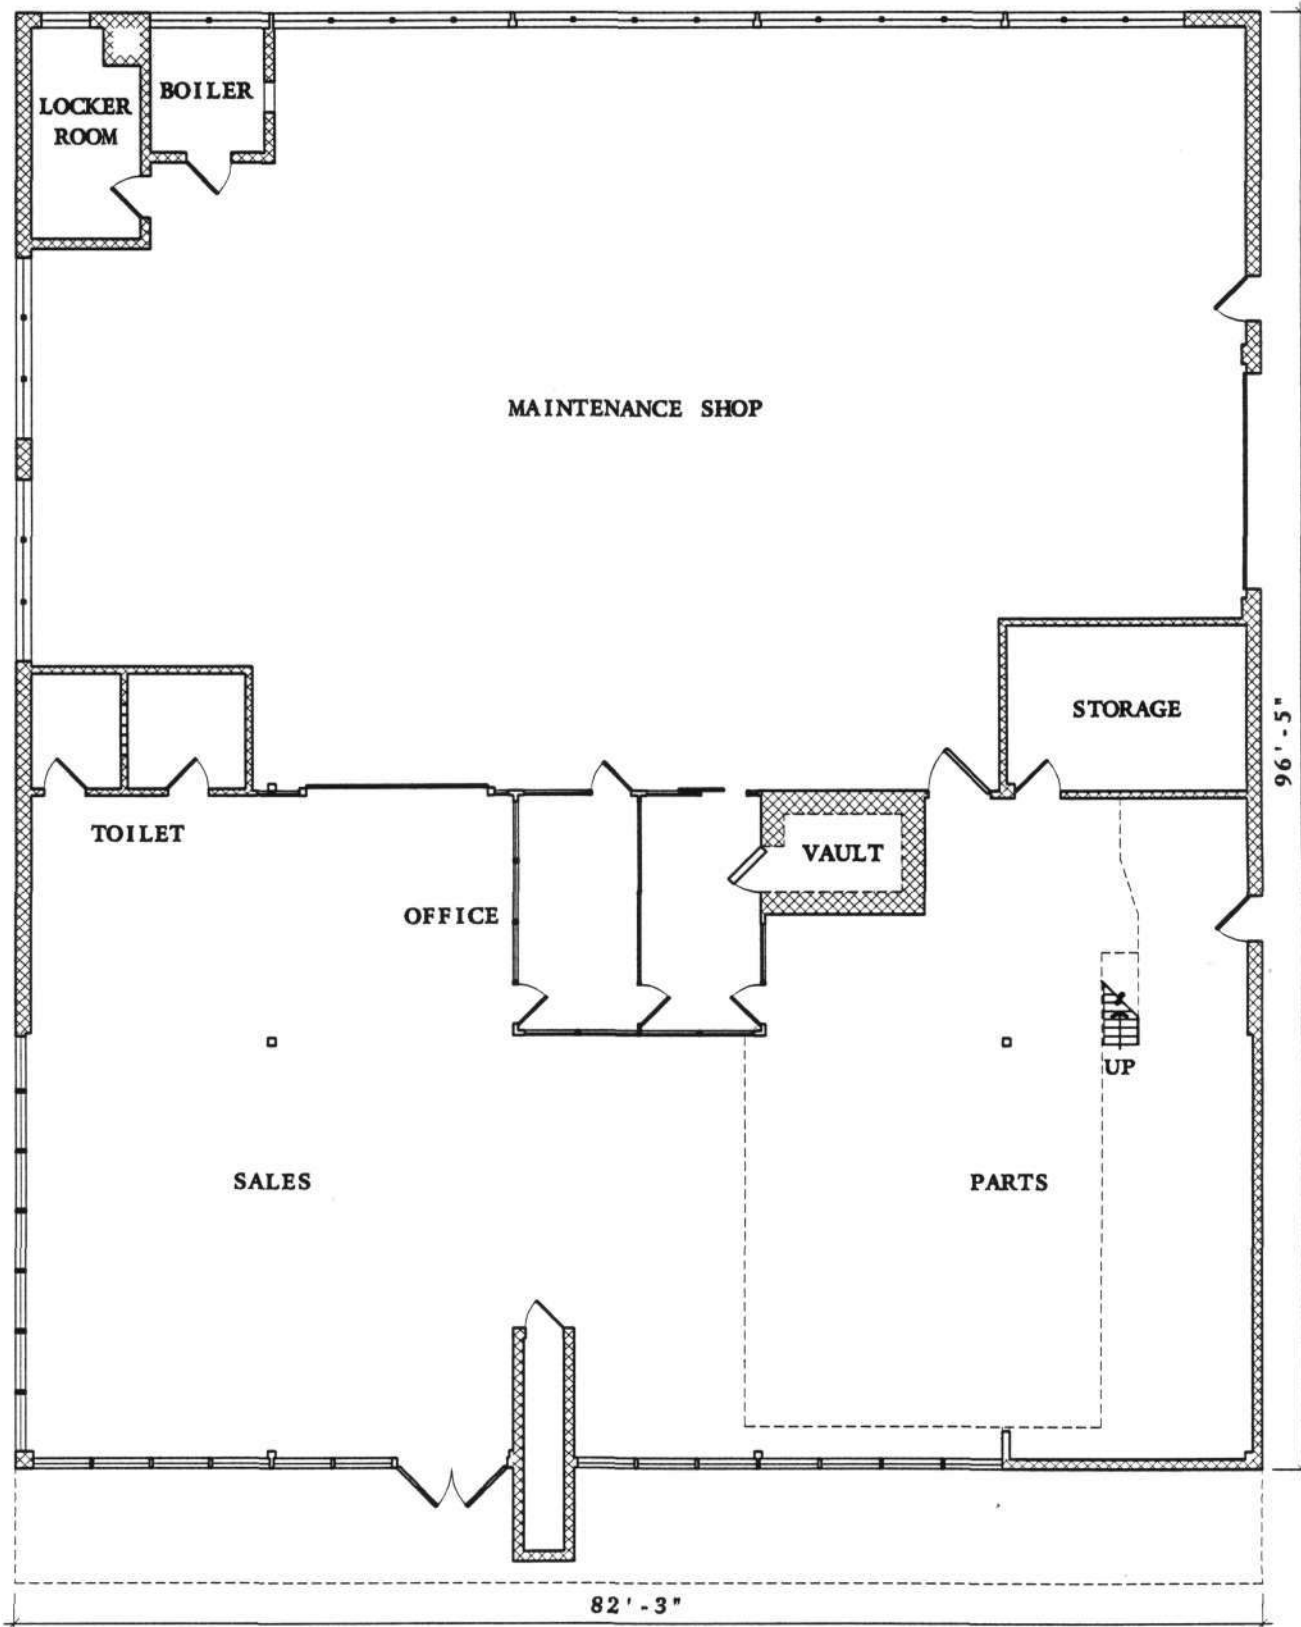 BOILER
LOCKER
ROOM
MAINTENANCE SHOP
STORAGE
96'-5"
TOILET
VAULT
OFFICE
UP
SALES
PARTS
82'-3"